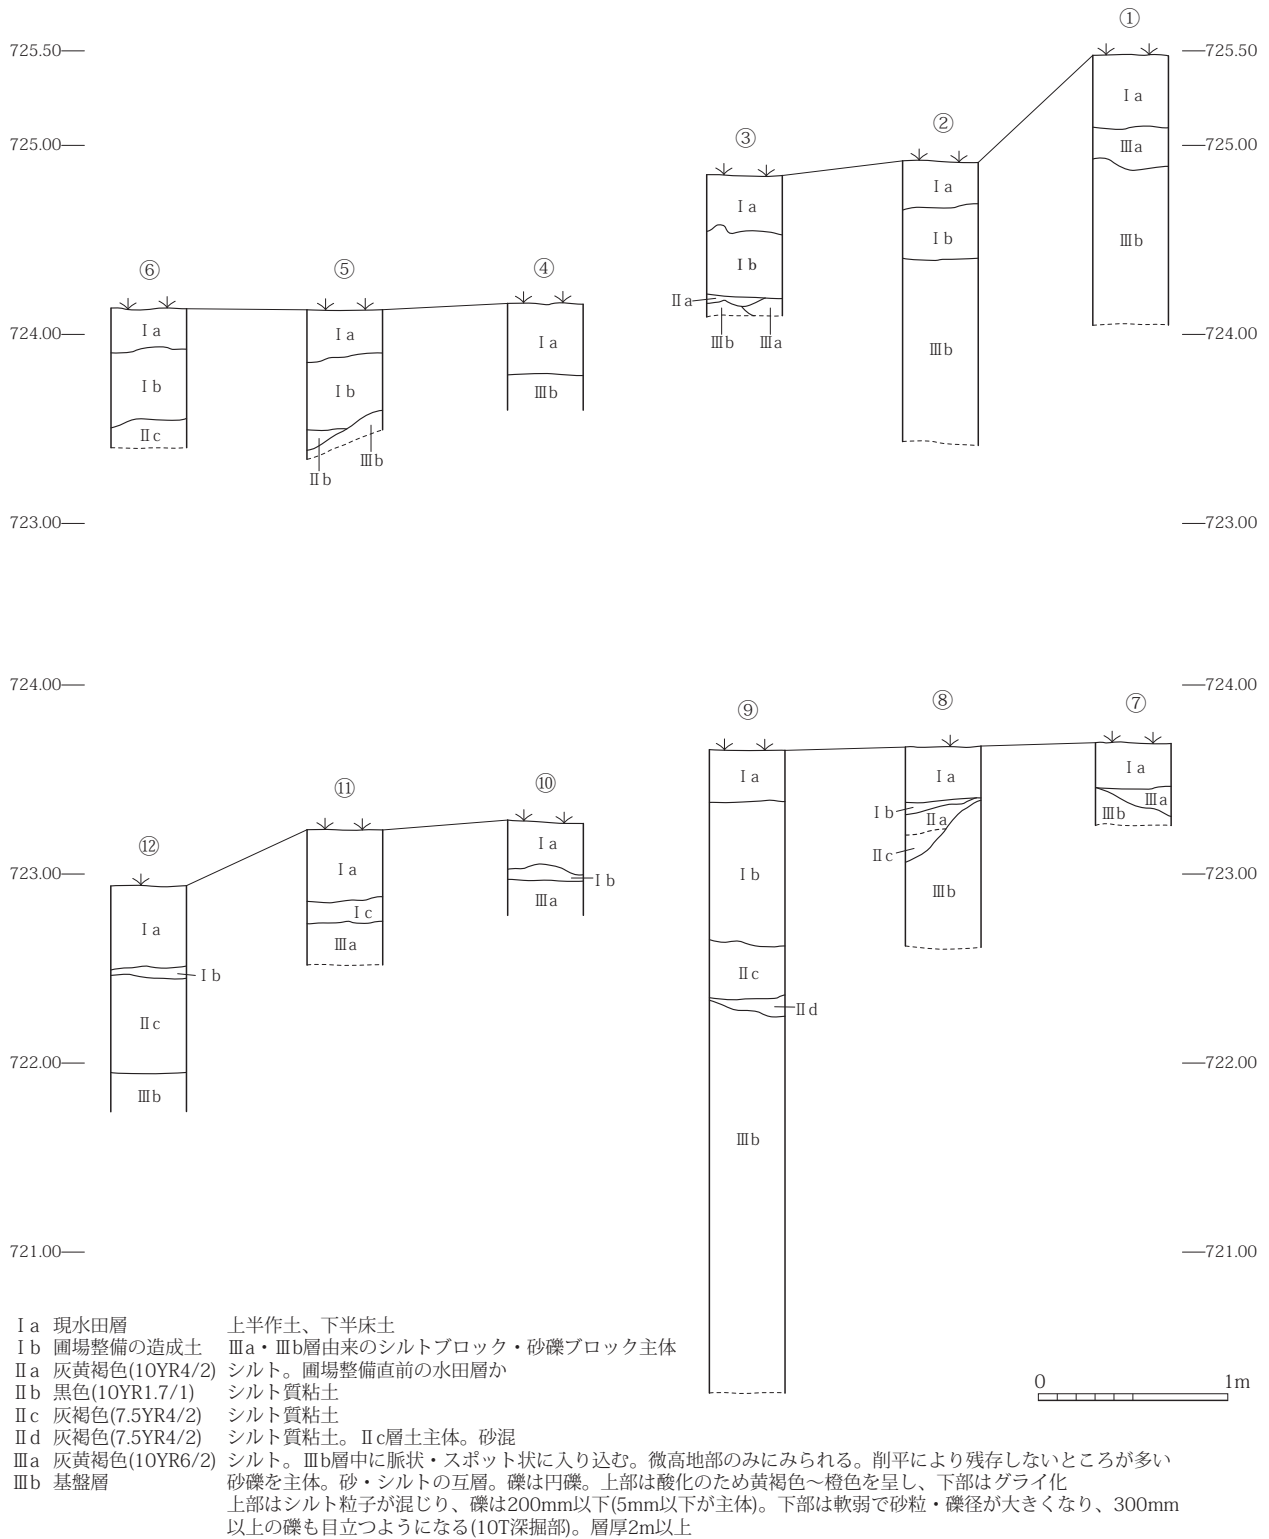 ①
725.50 725.50
Ⅰa
②
③
725.00 Ⅲa 725.00
Ⅰa
Ⅰa
Ⅰb Ⅲb
Ⅰb
⑥ ⑤ ④
Ⅱa
Ⅰa Ⅰa Ⅰa
724.00 Ⅲb Ⅲa Ⅲb 724.00
Ⅰb Ⅰb Ⅲb
Ⅱc
Ⅲb
Ⅱb
723.00 723.00
724.00 724.00
⑨ ⑧ ⑦
Ⅰa Ⅰa Ⅰa
⑪ ⑩
Ⅰb Ⅱa Ⅲb Ⅲa
⑫ Ⅰa
Ⅱc
723.00 Ⅰa Ⅰb Ⅰb 723.00
Ⅰc Ⅲa Ⅲb
Ⅰa Ⅲa
Ⅰb Ⅱc
Ⅱd
Ⅱc
722.00 722.00
Ⅲb
Ⅲb
721.00 721.00
Ⅰa 現水田層 上半作土、下半床土
Ⅰb 圃場整備の造成土 Ⅲa・Ⅲb層由来のシルトブロック・砂礫ブロック主体
Ⅱa 灰黄褐色(10YR4/2) シルト。圃場整備直前の水田層か
Ⅱb 黒色(10YR1.7/1) シルト質粘土
Ⅱc 灰褐色(7.5YR4/2) シルト質粘土
Ⅱd 灰褐色(7.5YR4/2) シルト質粘土。Ⅱc層土主体。砂混
Ⅲa 灰黄褐色(10YR6/2) シルト。Ⅲb層中に脈状・スポット状に入り込む。微高地部のみにみられる。削平により残存しないところが多い
Ⅲb 基盤層 砂礫を主体。砂・シルトの互層。礫は円礫。上部は酸化のため黄褐色～橙色を呈し、下部はグライ化
上部はシルト粒子が混じり、礫は200mm以下(5mm以下が主体)。下部は軟弱で砂粒・礫径が大きくなり、300mm
以上の礫も目立つようになる(10T深掘部)。層厚2m以上
0 1m